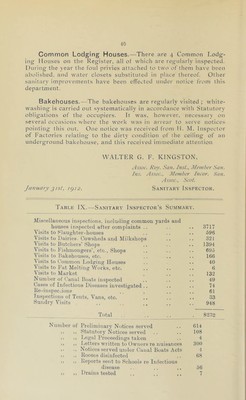 65
Common Lodging Houses.—There are 4 Common Lodg-
ing Houses on the Register, all of which are regularly inspected.
During the year the foul privies attached to two of them have been
abolished, and water closets substituted in place thereof. Other
sanitary improvements have been effected under notice from this
department.
Bakehouses.—The bakehouses are regularly visited; white-
washing is carried out systematically in accordance with Statutory
obligations of the occupiers. It was, however, necessary on
several occasions where the work was in arrear to serve notices
pointing this out. One notice was received from H. M. Inspector
of Factories relating to the dirty condition of the ceiling of an
underground bakehouse, and this received immediate attention.
WALTER G. F. KINGSTON,
Assoc. Roy. San. Inst., Member San.
Ins. Assoc., Member Incor. San.
Assoc., Scot.
January 31st, 1912.
Sanitary Inspector.
Table IX.—Sanitary Inspector's Summary.
Miscellaneous inspections, including common yards and
houses inspected after complaints .. .. .. 3717
Visits to Slaughter-houses .. .. 596
Visits to Dairies Cowsheds and Milkshops .. .. 321
Visits to Butchers' Shops .. .. 1394
Visits to Fishmongers', etc., Shops .. ..
Visits to Bakehouses, etc. .. .. 166
Visits to Common Lodging Houses .. .. 40
Visits to Fat Melting Works, etc. .. .. 6
Visits to Market .. .. 132
Number of Canal Boats inspected .. ..
Cases of Infectious Diseases investigated .. .. 74
Re-inspections .. .. 61
Inspections of Tents, Vans, etc. .. .. 33
Sundry Visits .. .. 948
Total
Number of Preliminary Notices served .. 614
,, ,, Statutory Notices served .. 108
,, ,, Legal Proceedings taken .. 4
,, ,, Letters written to Owners re nuisances 390
,, ,, Notices served under Canal Boats Acts
,, ,, Rooms disinfected .. 68
,, ,, Reports sent to Schools re Infectious
disease .. 56
,, ,, Drains tested .. 7